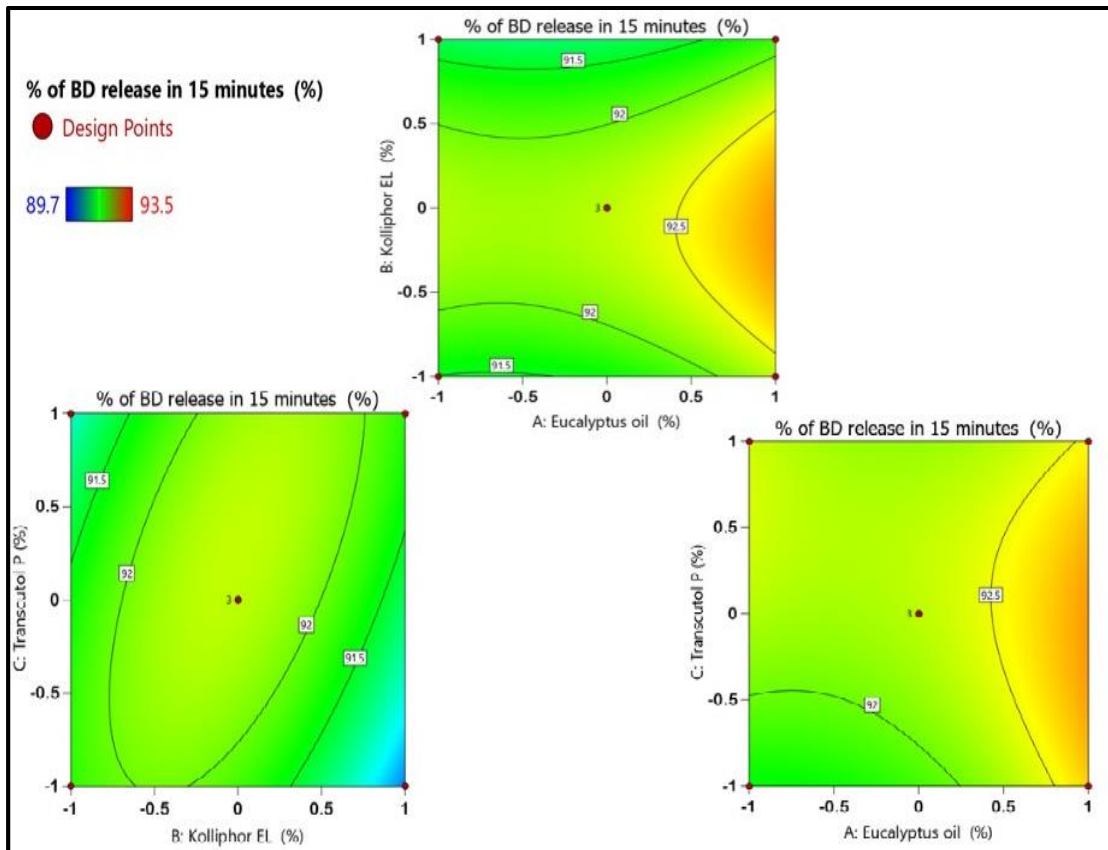 % of BD release in 15 minutes (%)
Design Points
89.7 93.5
% of BD release in 15 minutes (%)
B: Kolliphor EL (%)
1
0.5
0
-0.5
-1
91.5
92
3
92.5
92
91.5
-1 -0.5 0 0.5 1
A: Eucalyptus oil (%)
% of BD release in 15 minutes (%)
C: Transcutol P (%)
1
0.5
0
-0.5
-1
91.5
92
3
92
91.5
-1 -0.5 0 0.5 1
B: Kolliphor EL (%)
% of BD release in 15 minutes (%)
C: Transcutol P (%)
1
0.5
0
-0.5
-1
92.5
3
92
-1 -0.5 0 0.5 1
A: Eucalyptus oil (%)